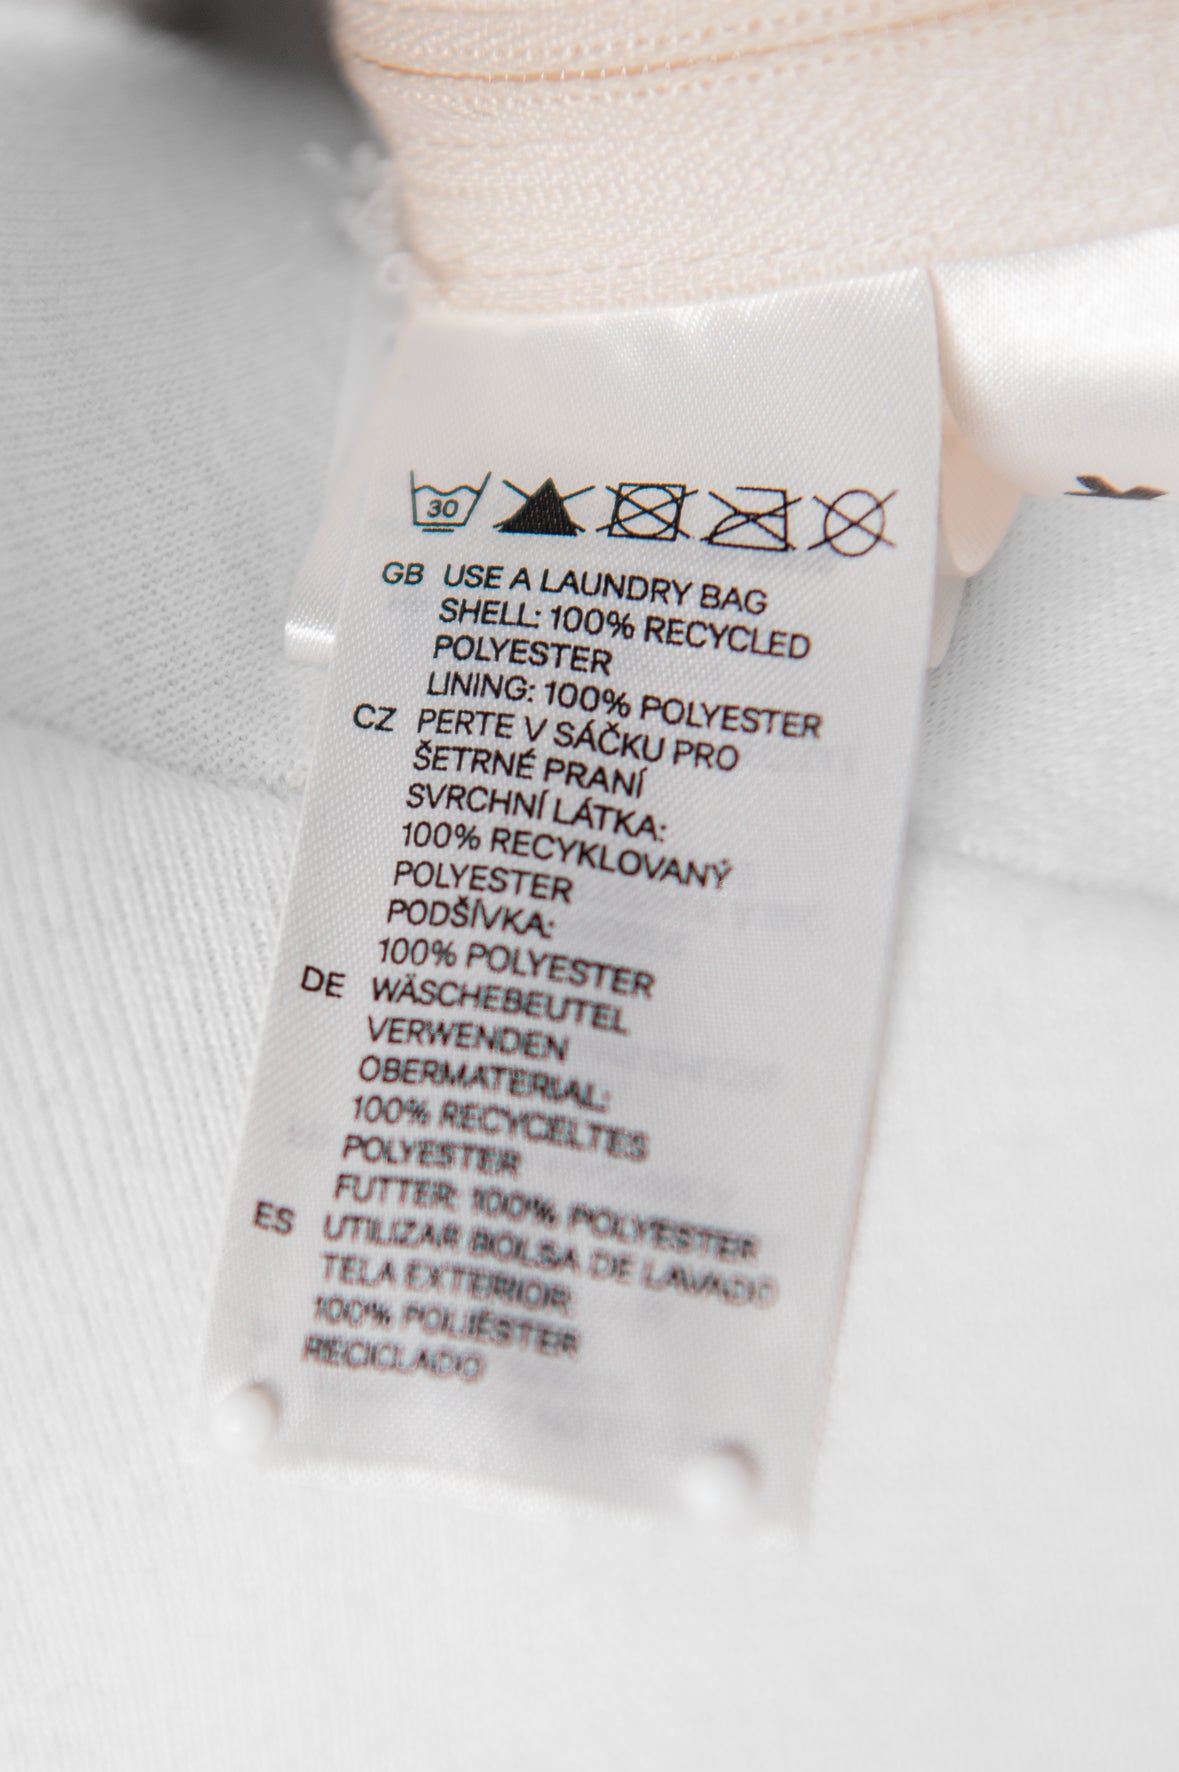 30
GB USE A LAUNDRY BAG
SHELL: 100% RECYCLED
POLYESTER
LINING: 100% POLYESTER
CZ PERTE V SÁČKU PRO
ŠETRNÉ PRANÍ
SVRCHNÍ LÁTKA:
100% RECYKLOVANÝ
POLYESTER
PODŠÍVKA:
100% POLYESTER
DE WÄSCHEBEUTEL
VERWENDEN
OBERMATERIAL:
100% RECYCELTES
POLYESTER
FUTTER: 100% POLYESTER
ES UTILIZAR BOLSA DE LAVADO
TELA EXTERIOR:
100% POLIÉSTER
RECICLADO